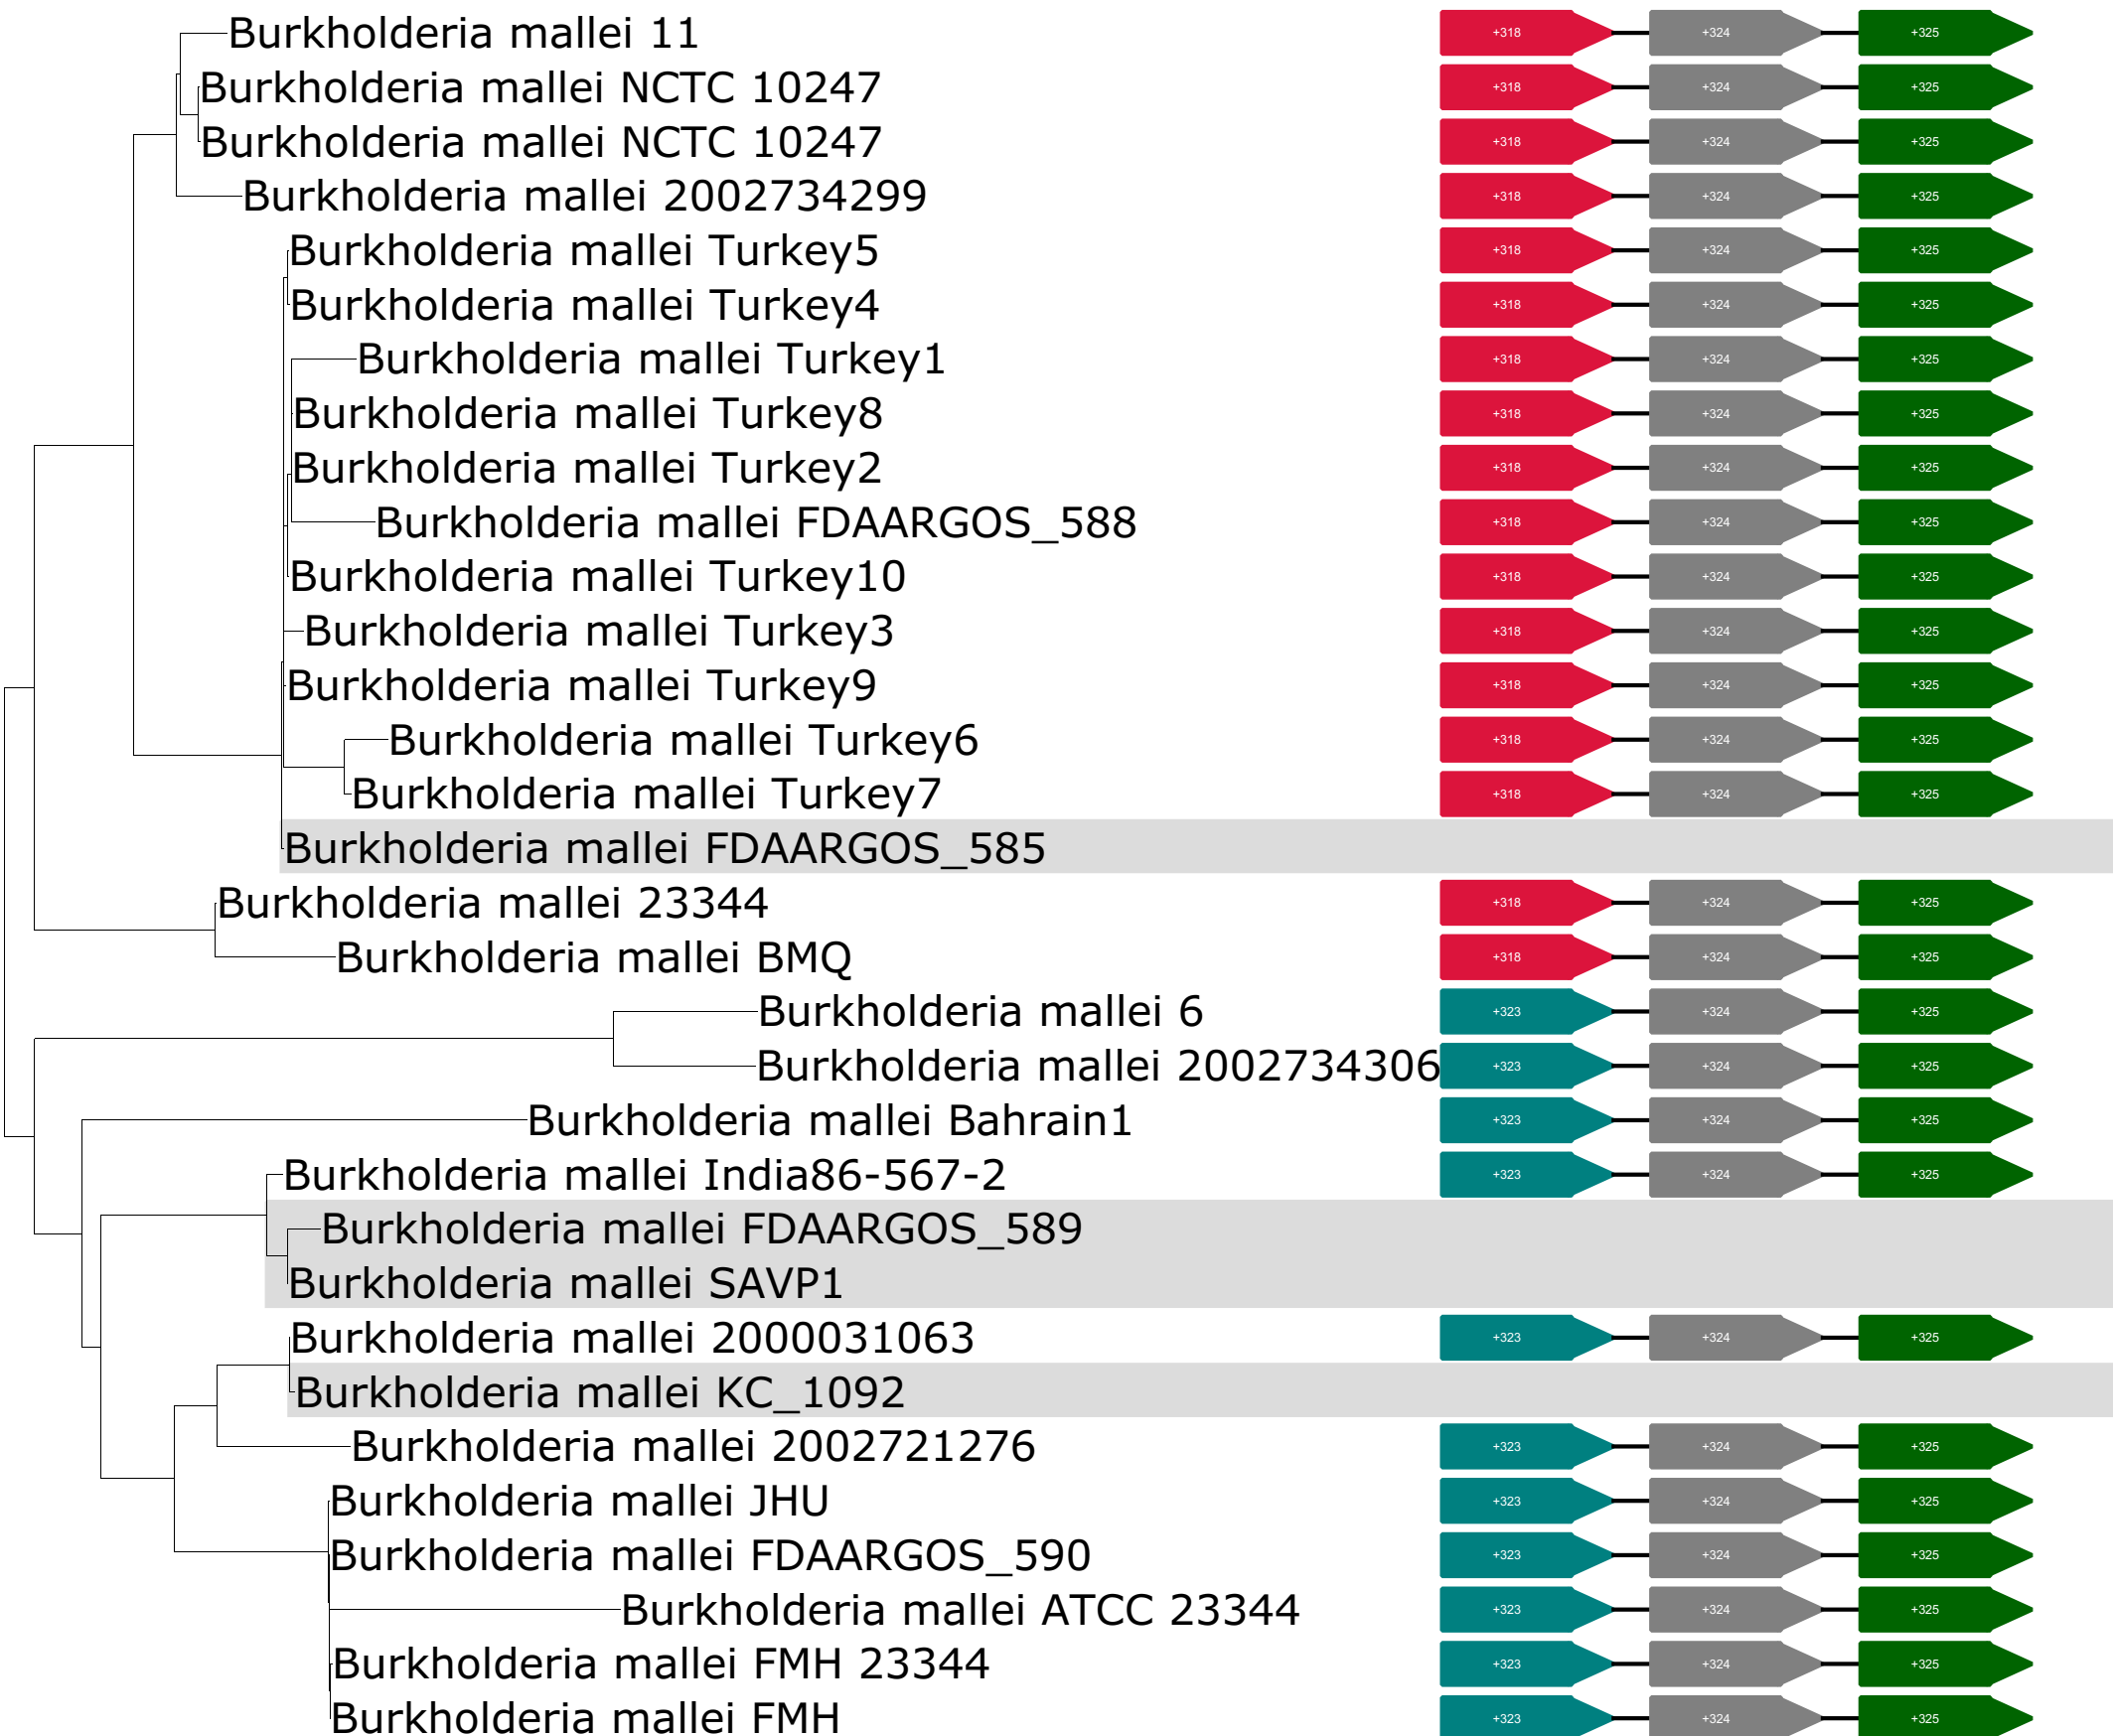 Burkholderia mallei 11 +318 +324 +325
Burkholderia mallei NCTC 10247 +318 +324 +325
Burkholderia mallei NCTC 10247 +318 +324 +325
Burkholderia mallei 2002734299 +318 +324 +325
Burkholderia mallei Turkey5 +318 +324 +325
Burkholderia mallei Turkey4 +318 +324 +325
Burkholderia mallei Turkey1 +318 +324 +325
Burkholderia mallei Turkey8 +318 +324 +325
Burkholderia mallei Turkey2 +318 +324 +325
Burkholderia mallei FDAARGOS_588 +318 +324 +325
Burkholderia mallei Turkey10 +318 +324 +325
Burkholderia mallei Turkey3 +318 +324 +325
Burkholderia mallei Turkey9 +318 +324 +325
Burkholderia mallei Turkey6 +318 +324 +325
Burkholderia mallei Turkey7 +318 +324 +325
Burkholderia mallei FDAARGOS_585
Burkholderia mallei 23344 +318 +324 +325
Burkholderia mallei BMQ +318 +324 +325
Burkholderia mallei 6 +323 +324 +325
Burkholderia mallei 2002734306 +323 +324 +325
Burkholderia mallei Bahrain1 +323 +324 +325
Burkholderia mallei India86-567-2 +323 +324 +325
Burkholderia mallei FDAARGOS_589
Burkholderia mallei SAVP1
Burkholderia mallei 2000031063 +323 +324 +325
Burkholderia mallei KC_1092
Burkholderia mallei 2002721276 +323 +324 +325
Burkholderia mallei JHU +323 +324 +325
Burkholderia mallei FDAARGOS_590 +323 +324 +325
Burkholderia mallei ATCC 23344 +323 +324 +325
Burkholderia mallei FMH 23344 +323 +324 +325
Burkholderia mallei FMH +323 +324 +325